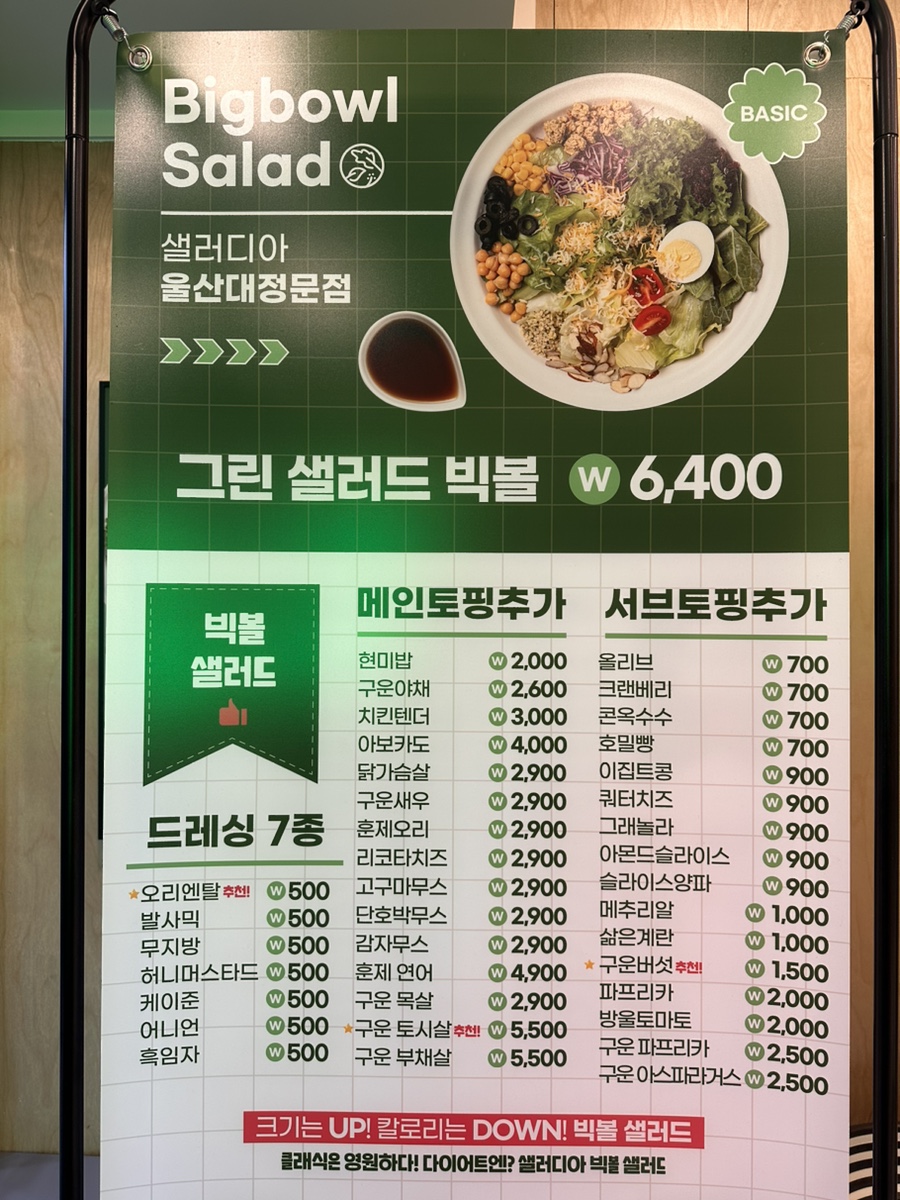 Bigbowl
Salad
BASIC
샐러디아
울산대정문점
그린 샐러드 빅볼 W 6,400
빅볼
샐러드
드레싱 7종
오리엔탈 추천! W 500
발사믹 W 500
무지방 W 500
허니머스타드 W 500
케이준 W 500
어니언 W 500
흑임자 W 500
메인토핑추가
현미밥 W 2,000
구운야채 W 2,600
치킨텐더 W 3,000
아보카도 W 4,000
닭가슴살 W 2,900
구운새우 W 2,900
훈제오리 W 2,900
리코타치즈 W 2,900
고구마무스 W 2,900
단호박무스 W 2,900
감자무스 W 2,900
훈제 연어 W 4,900
구운 목살 W 2,900
구운 토시살 추천! W 5,500
구운 부채살 W 5,500
서브토핑추가
올리브 W 700
크랜베리 W 700
콘옥수수 W 700
호밀빵 W 700
이집트콩 W 900
쿼터치즈 W 900
그래놀라 W 900
아몬드슬라이스 W 900
슬라이스양파 W 900
메추리알 W 1,000
삶은계란 W 1,000
구운버섯 추천! W 1,500
파프리카 W 2,000
방울토마토 W 2,000
구운 파프리카 W 2,500
구운 아스파라거스 W 2,500
크기는 UP! 칼로리는 DOWN! 빅볼 샐러드
클래식은 영원하다! 다이어트엔? 샐러디아 빅볼 샐러드